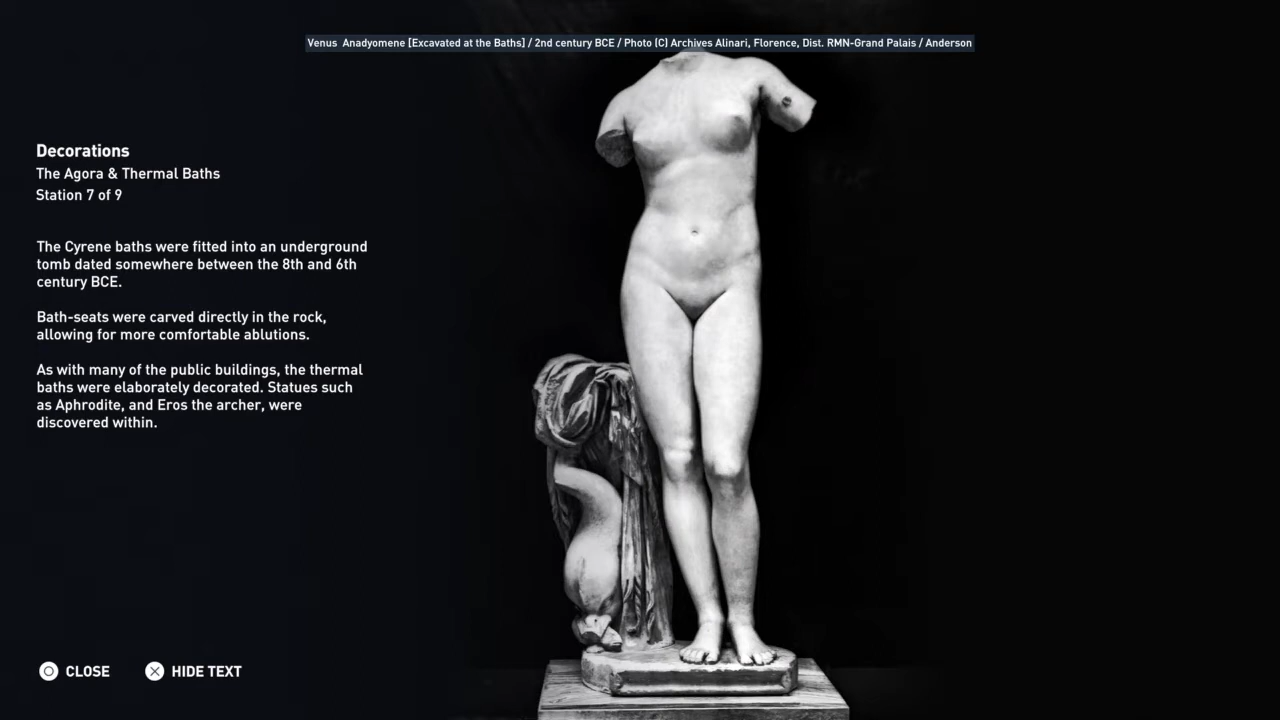 Venus Anadyomene [Excavated at the Baths] / 2nd century BCE / Photo (C) Archives Alinari, Florence, Dist. RMN-Grand Palais / Anderson
Decorations
The Agora & Thermal Baths
Station 7 of 9
The Cyrene baths were fitted into an underground
tomb dated somewhere between the 8th and 6th
century BCE.
Bath-seats were carved directly in the rock,
allowing for more comfortable ablutions.
As with many of the public buildings, the thermal
baths were elaborately decorated. Statues such
as Aphrodite, and Eros the archer, were
discovered within.
CLOSE
HIDE TEXT